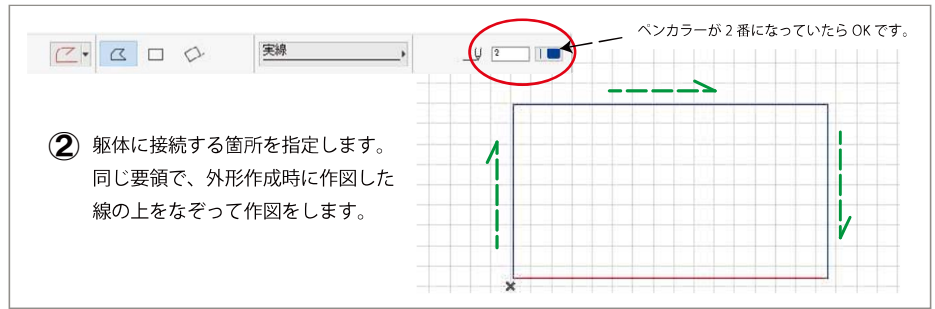 ペンカラーが2番になっていたらOKです。
実線
2
② 躯体に接続する箇所を指定します。
同じ要領で、外形作成時に作図した
線の上をなぞって作図をします。